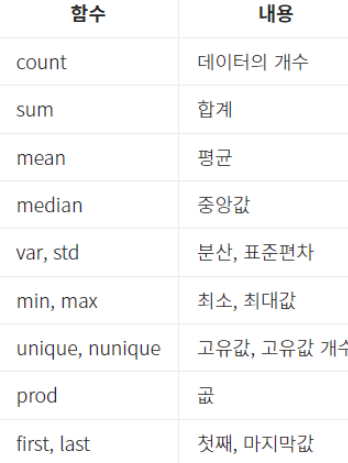 함수 내용
count 데이터의 개수
sum 합계
mean 평균
median 중앙값
var, std 분산, 표준편차
min, max 최소, 최대값
unique, nunique 고유값, 고유값 개수
prod 곲
first, last 첫째, 마지막값